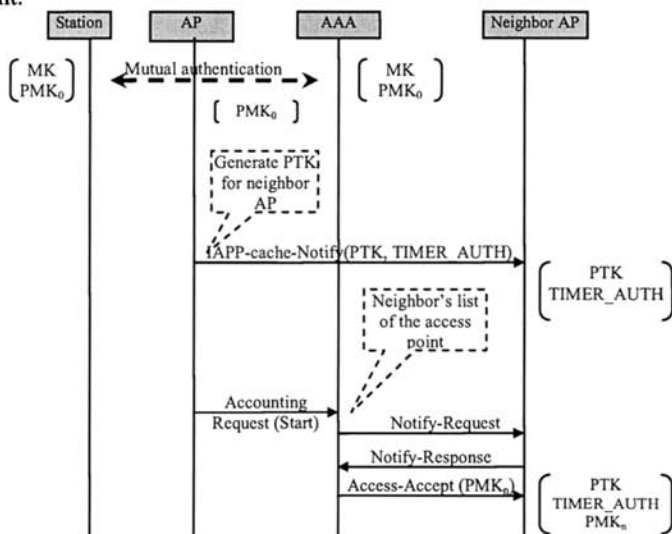 nt.
Station
AP
AAA
Neighbor AP
MK
PMK₀
Mutual authentication
MK
PMK₀
PMK₀
Generate PTK
for neighbor
AP
IAPP-cache-Notify(PTK, TIMER_AUTH)
PTK
TIMER_AUTH
Neighbor's list
of the access
point
Accounting
Request (Start)
Notify-Request
Notify-Response
Access-Accept (PMKₙ)
PTK
TIMER_AUTH
PMKₙ